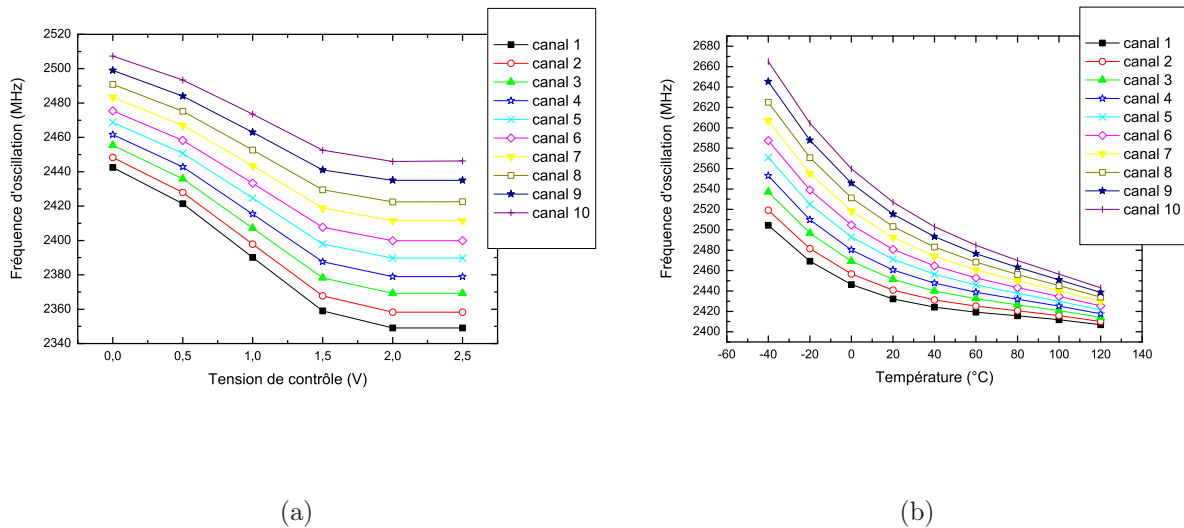 2520
2500
2480
2460
2440
2420
2400
2380
2360
2340
0,0
0,5
1,0
1,5
2,0
2,5
Fréquence d'oscillation (MHz)
Tension de contrôle (V)
canal 1
canal 2
canal 3
canal 4
canal 5
canal 6
canal 7
canal 8
canal 9
canal 10
(a)
2680
2660
2640
2620
2600
2580
2560
2540
2520
2500
2480
2460
2440
2420
2400
-60
-40
-20
0
20
40
60
80
100
120
140
Fréquence d'oscillation (MHz)
Température (°C)
canal 1
canal 2
canal 3
canal 4
canal 5
canal 6
canal 7
canal 8
canal 9
canal 10
(b)